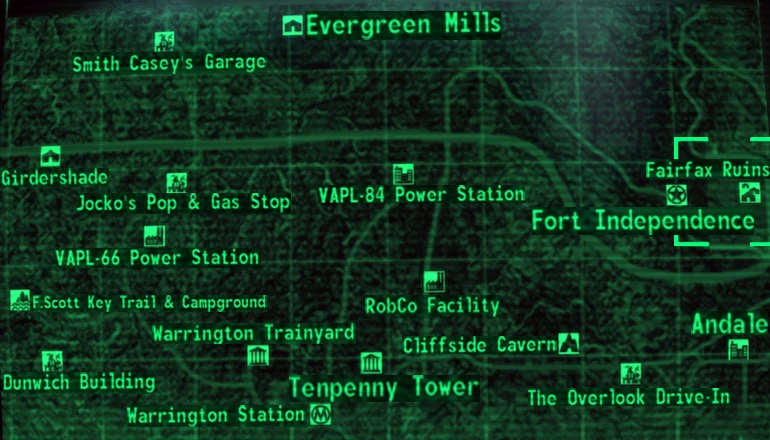 Evergreen Mills
Smith Casey's Garage
Girdershade
Fairfax Ruins
Jocko's Pop & Gas Stop
VAPL-84 Power Station
Fort Independence
VAPL-66 Power Station
F.Scott Key Trail & Campground
RobCo Facility
Warrington Trainyard
Cliffside Cavern
Andale
Dunwich Building
Tenpenny Tower
The Overlook Drive-In
Warrington Station